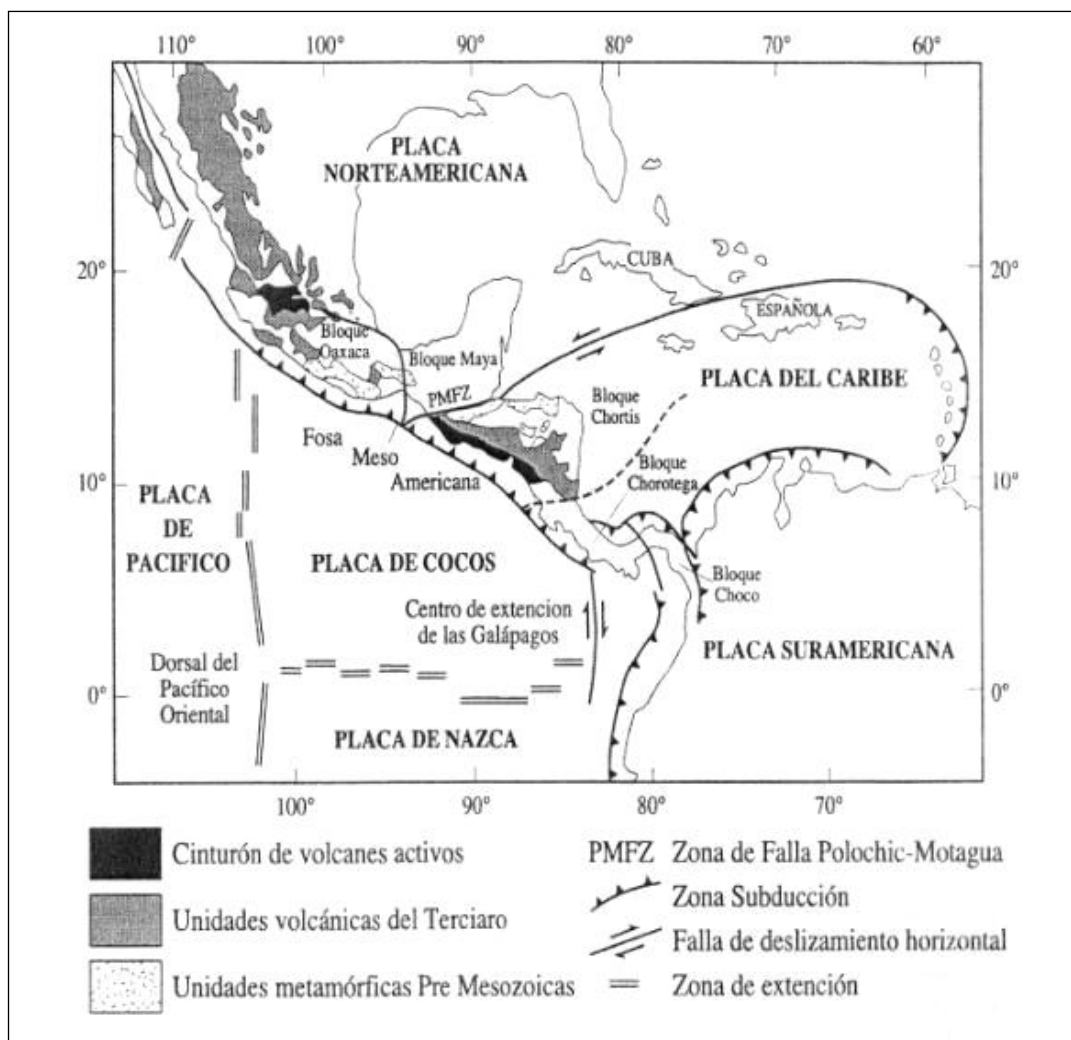 110°
100°
90°
80°
70°
60°
PLACA
NORTEAMERICANA
20°
20°
CUBA
ESPAÑOLA
Bloque
Oaxaca
Bloque Maya
PLACA DEL CARIBE
PMFZ
Bloque
Chortis
Fosa
Meso
Americana
10°
10°
Bloque
Chorotega
PLACA
DE
PACIFICO
PLACA DE COCOS
Bloque
Choco
Centro de extencion
de las Galápagos
PLACA SURAMERICANA
Dorsal del
Pacífico
Oriental
0°
0°
PLACA DE NAZCA
100°
90°
80°
70°
Cinturón de volcanes activos
Unidades volcánicas del Terciaro
Unidades metamórficas Pre Mesozoicas
PMFZ Zona de Falla Polochic-Motagua
Zona Subducción
Falla de deslizamiento horizontal
Zona de extención